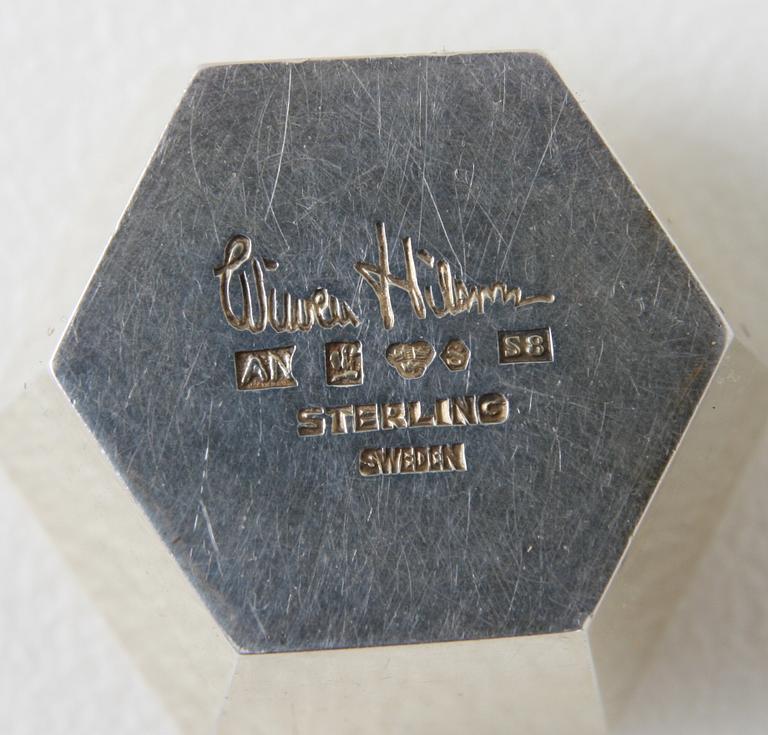 Wiwen Nilsson
AN S S8
STERLING
SWEDEN